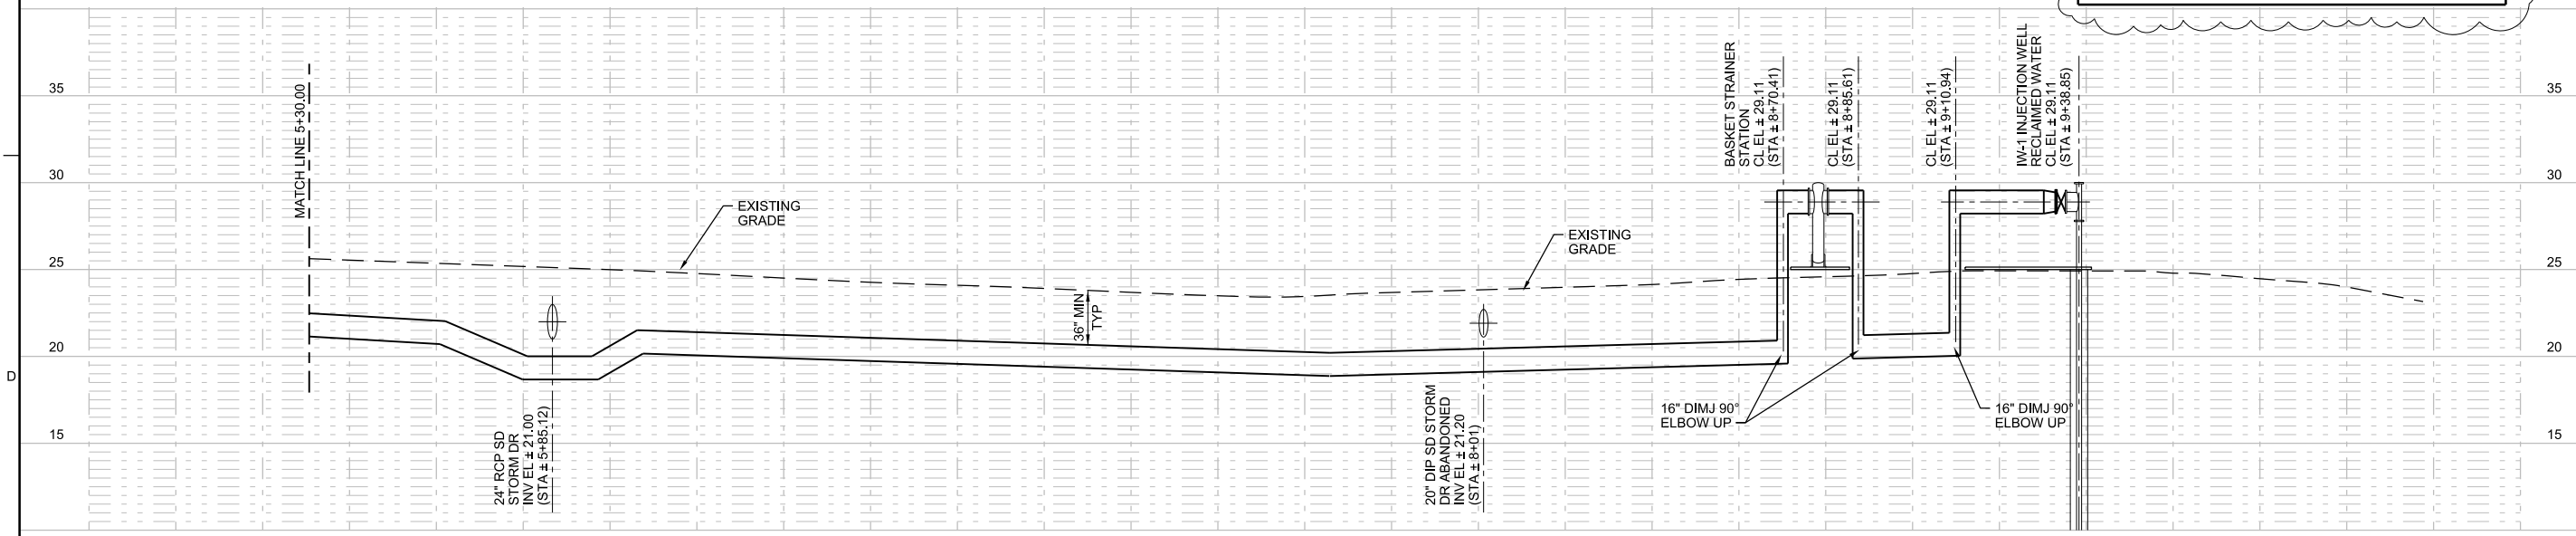 35
30
25
20
15
D
MATCH LINE 5+30.00
EXISTING
GRADE
24" RCP SD
STORM DR
INV EL ± 21.00
(STA ± 5+85.12)
36" MIN
TYP
20" DIP SD STORM
DR ABANDONED
INV EL ± 21.20
(STA ± 8+01)
EXISTING
GRADE
BASKET STRAINER
STATION
CL EL ± 29.11
(STA ± 8+70.41)
CL EL ± 29.11
(STA ± 8+85.61)
CL EL ± 29.11
(STA ± 9+10.94)
IW-1 INJECTION WELL
RECLAIMED WATER
CL EL ± 29.11
(STA ± 9+38.85)
16" DIMJ 90°
ELBOW UP
16" DIMJ 90°
ELBOW UP
35
30
25
20
15